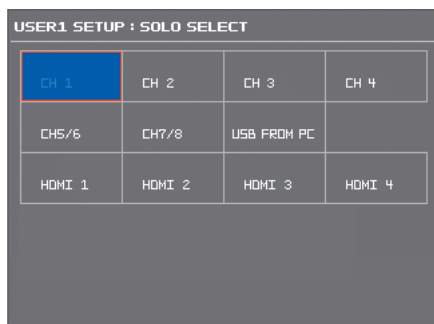 USER1 SETUP : SOLO SELECT
CH 1 CH 2 CH 3 CH 4
CH5/6 CH7/8 USB FROM PC
HDMI 1 HDMI 2 HDMI 3 HDMI 4